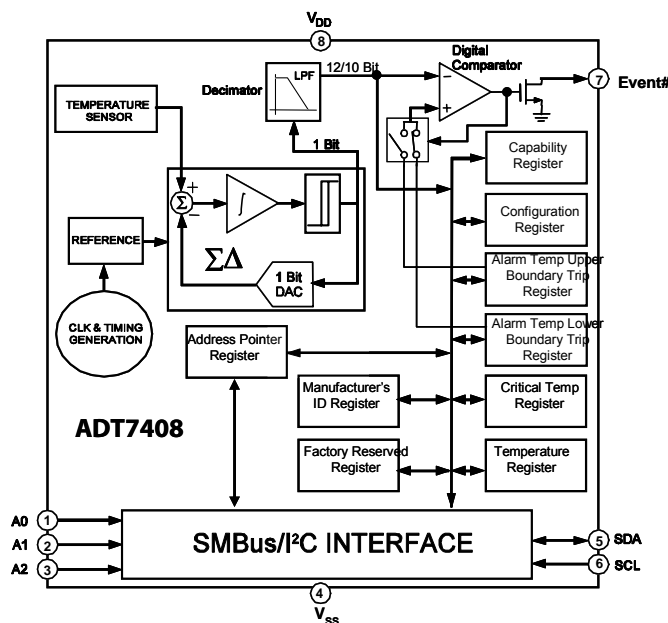 VDD
8
Digital
Comparator
LPF
12/10 Bit
Decimator
−
+
7
Event#
TEMPERATURE
SENSOR
1 Bit
Capability
Register
+
Σ
−
∫
Configuration
Register
REFERENCE
ΣΔ
1 Bit
DAC
Alarm Temp Upper
Boundary Trip
Register
CLK & TIMING
GENERATION
Address Pointer
Register
Alarm Temp Lower
Boundary Trip
Register
Manufacturer's
ID Register
Critical Temp
Register
ADT7408
Factory Reserved
Register
Temperature
Register
A0
1
A1
2
A2
3
SMBus/I²C INTERFACE
5
SDA
6
SCL
4
VSS